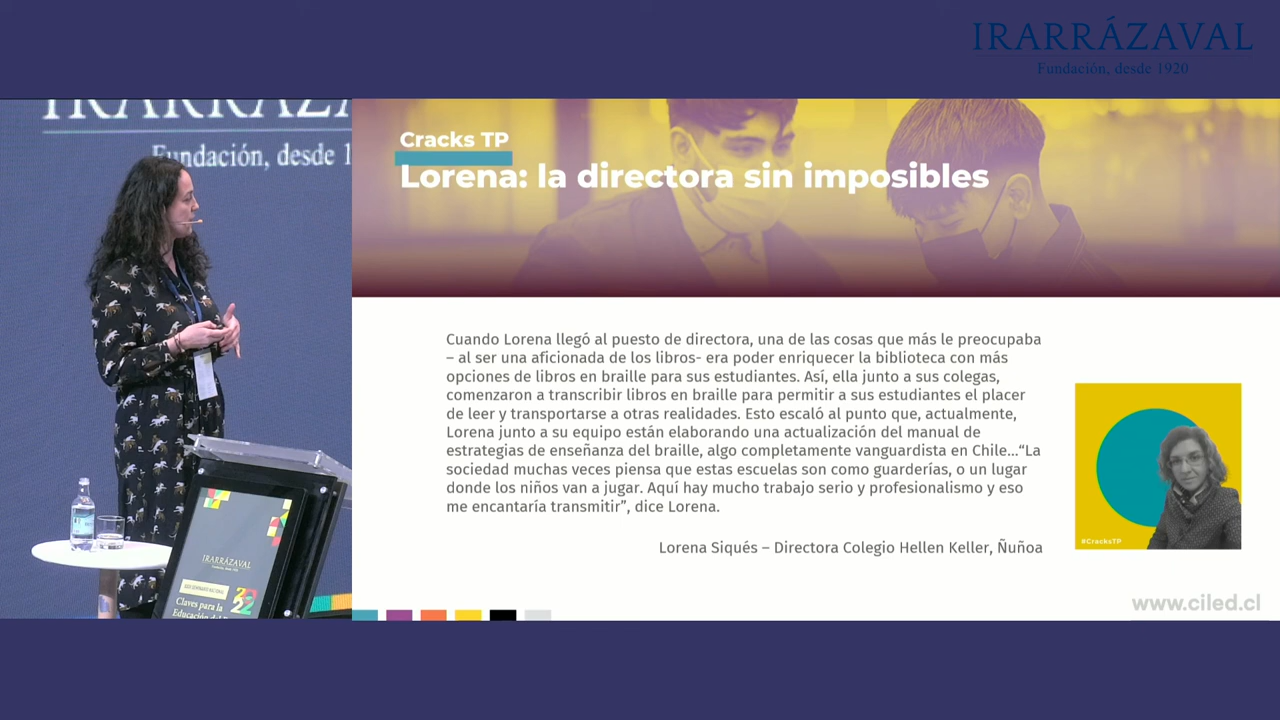 IRARRÁZAVAL
Fundación, desde 1920
Fundación, desde 1
Cracks TP
Lorena: la directora sin imposibles
Cuando Lorena llegó al puesto de directora, una de las cosas que más le preocupaba
– al ser una aficionada de los libros- era poder enriquecer la biblioteca con más
opciones de libros en braille para sus estudiantes. Así, ella junto a sus colegas,
comenzaron a transcribir libros en braille para permitir a sus estudiantes el placer
de leer y transportarse a otras realidades. Esto escaló al punto que, actualmente,
Lorena junto a su equipo están elaborando una actualización del manual de
estrategias de enseñanza del braille, algo completamente vanguardista en Chile...“La
sociedad muchas veces piensa que estas escuelas son como guarderías, o un lugar
donde los niños van a jugar. Aquí hay mucho trabajo serio y profesionalismo y eso
me encantaría transmitir”, dice Lorena.
Lorena Siqués – Directora Colegio Hellen Keller, Ñuñoa
#CracksTP
www.ciled.cl
IRARRÁZAVAL
Claves para la